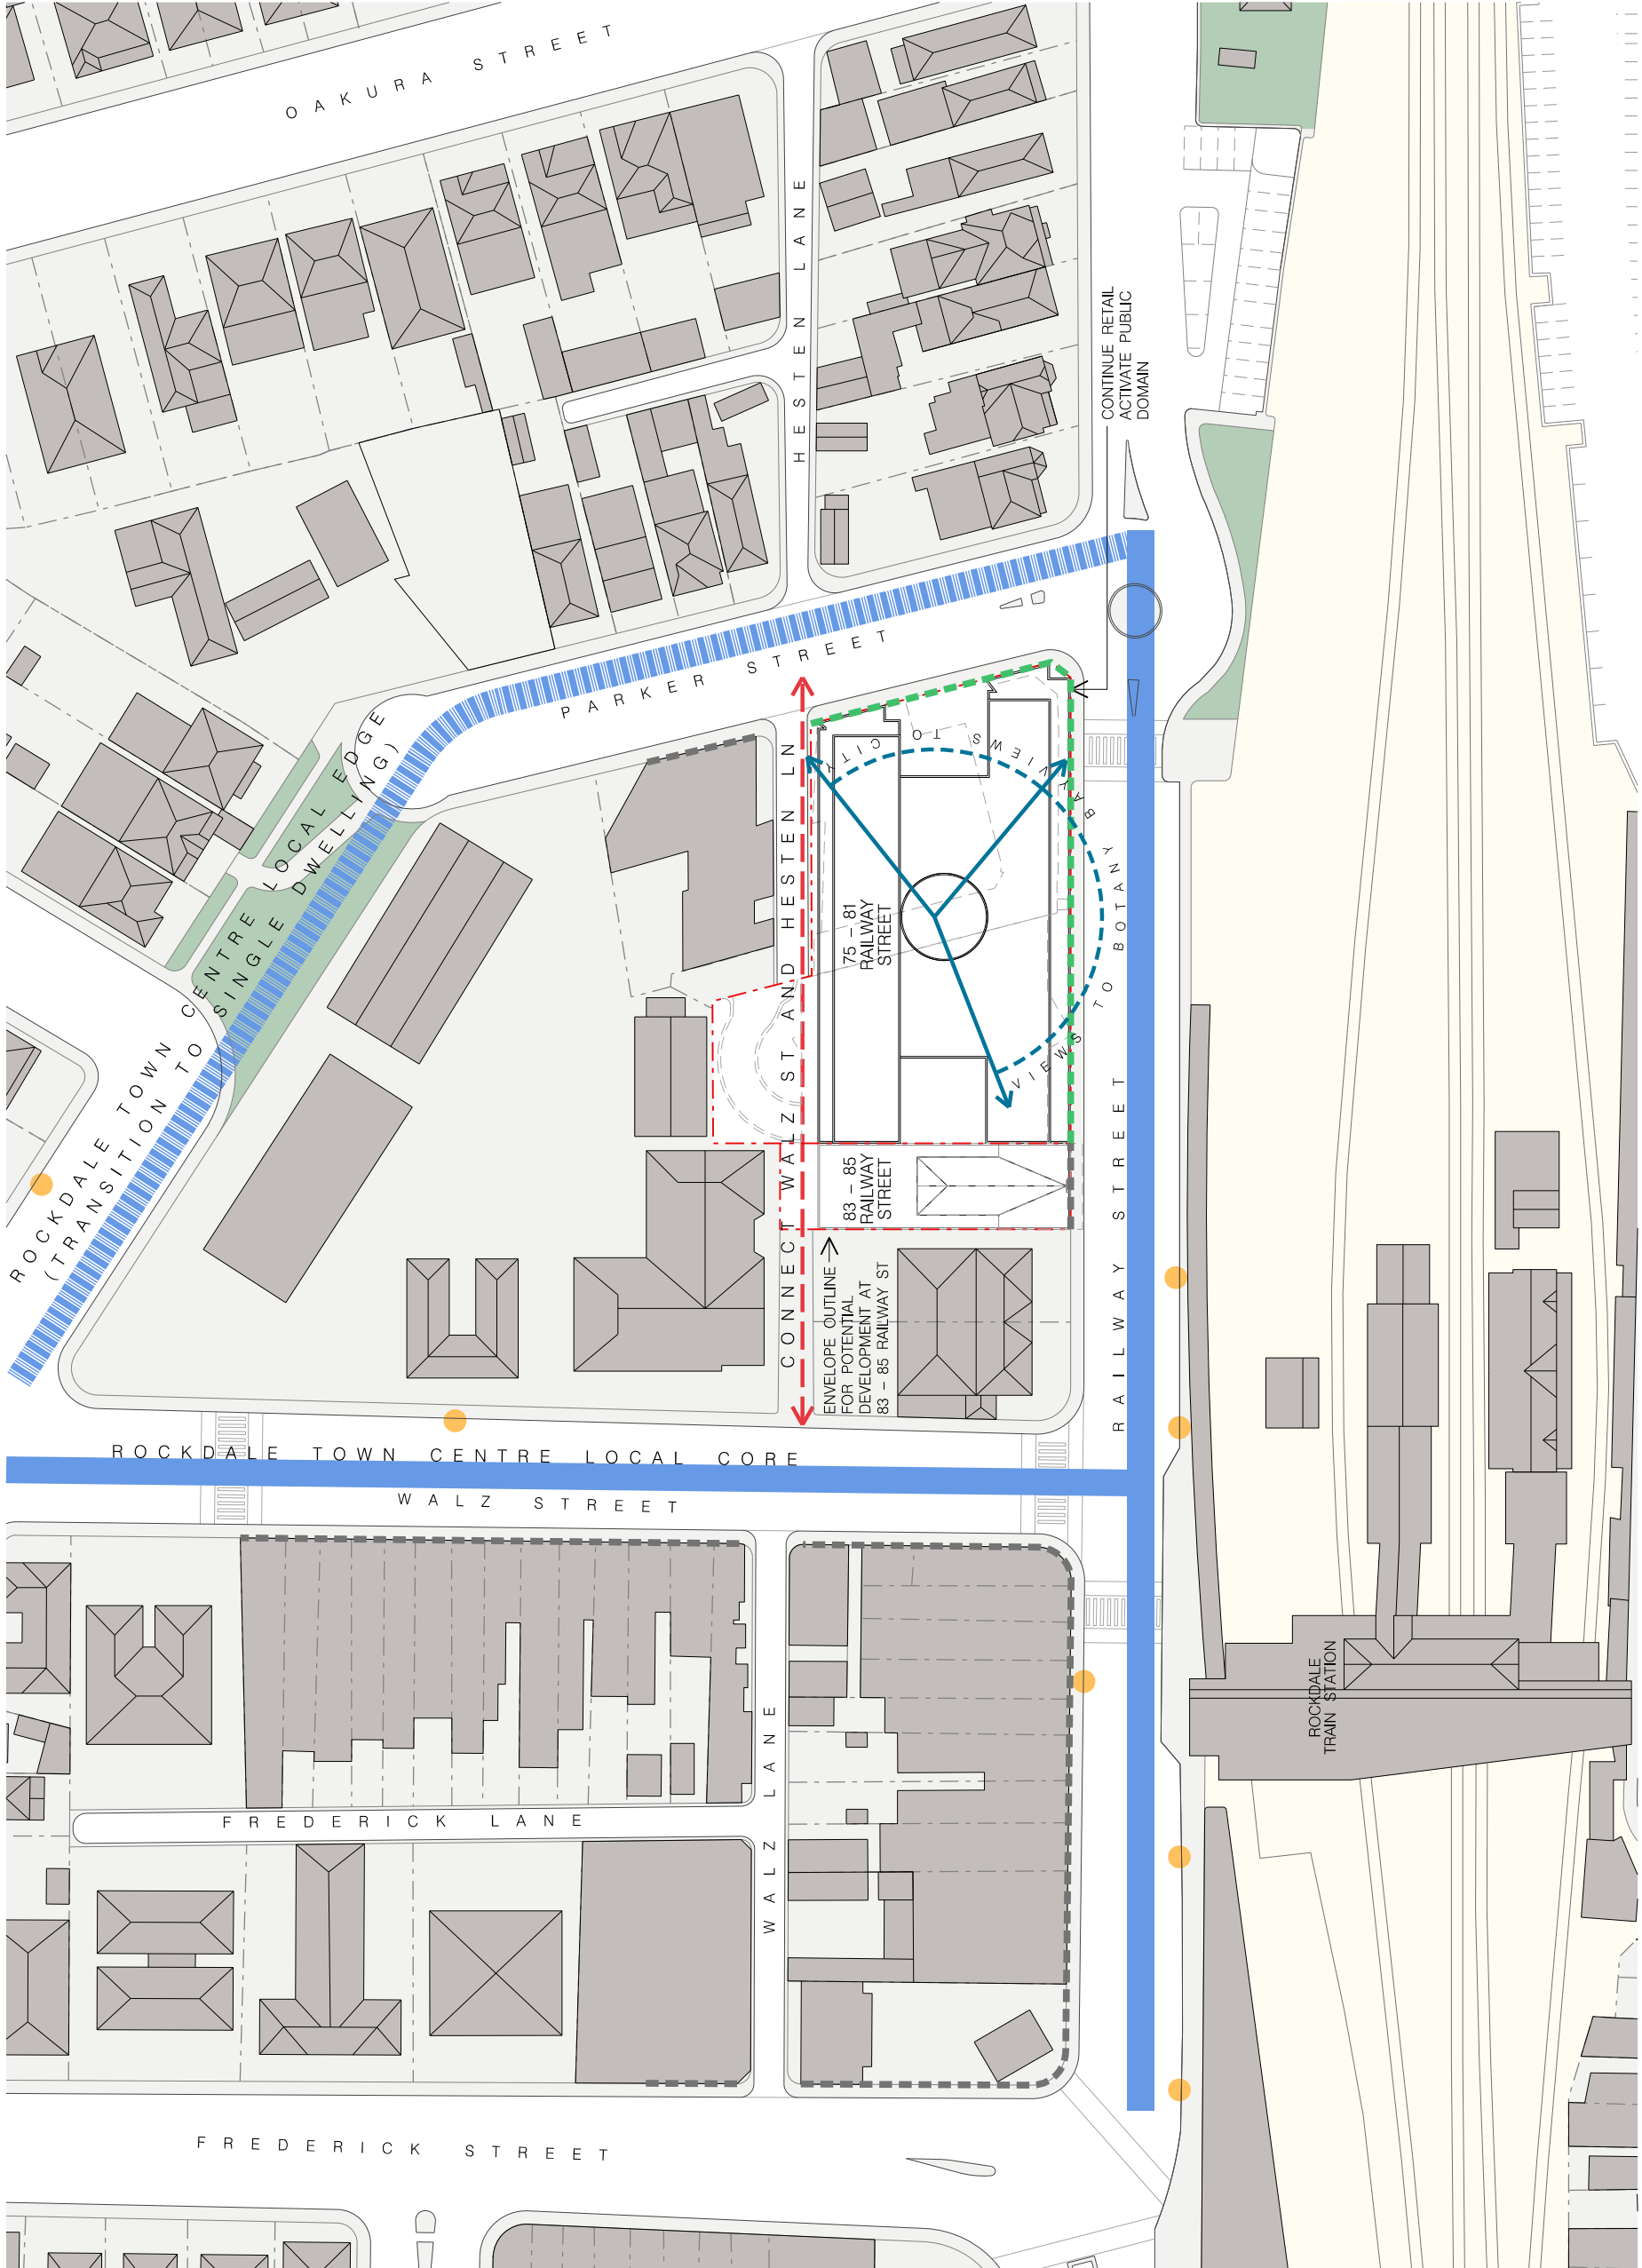 OAKURA STREET
HESTEN LANE
CONTINUE RETAIL
ACTIVATE PUBLIC
DOMAIN
PARKER STREET
ROCKDALE TOWN CENTRE LOCAL EDGE
(TRANSITION TO SINGLE DWELLING)
VIEWS TO CITY
VIEWS TO BOTANY BAY
75 – 81
RAILWAY
STREET
CONNECT WALZ ST AND HESTEN LN
83 – 85
RAILWAY
STREET
ENVELOPE OUTLINE
FOR POTENTIAL
DEVELOPMENT AT
83 – 85 RAILWAY ST
RAILWAY STREET
ROCKDALE TOWN CENTRE LOCAL CORE
WALZ STREET
ROCKDALE
TRAIN STATION
WALZ LANE
FREDERICK LANE
FREDERICK STREET